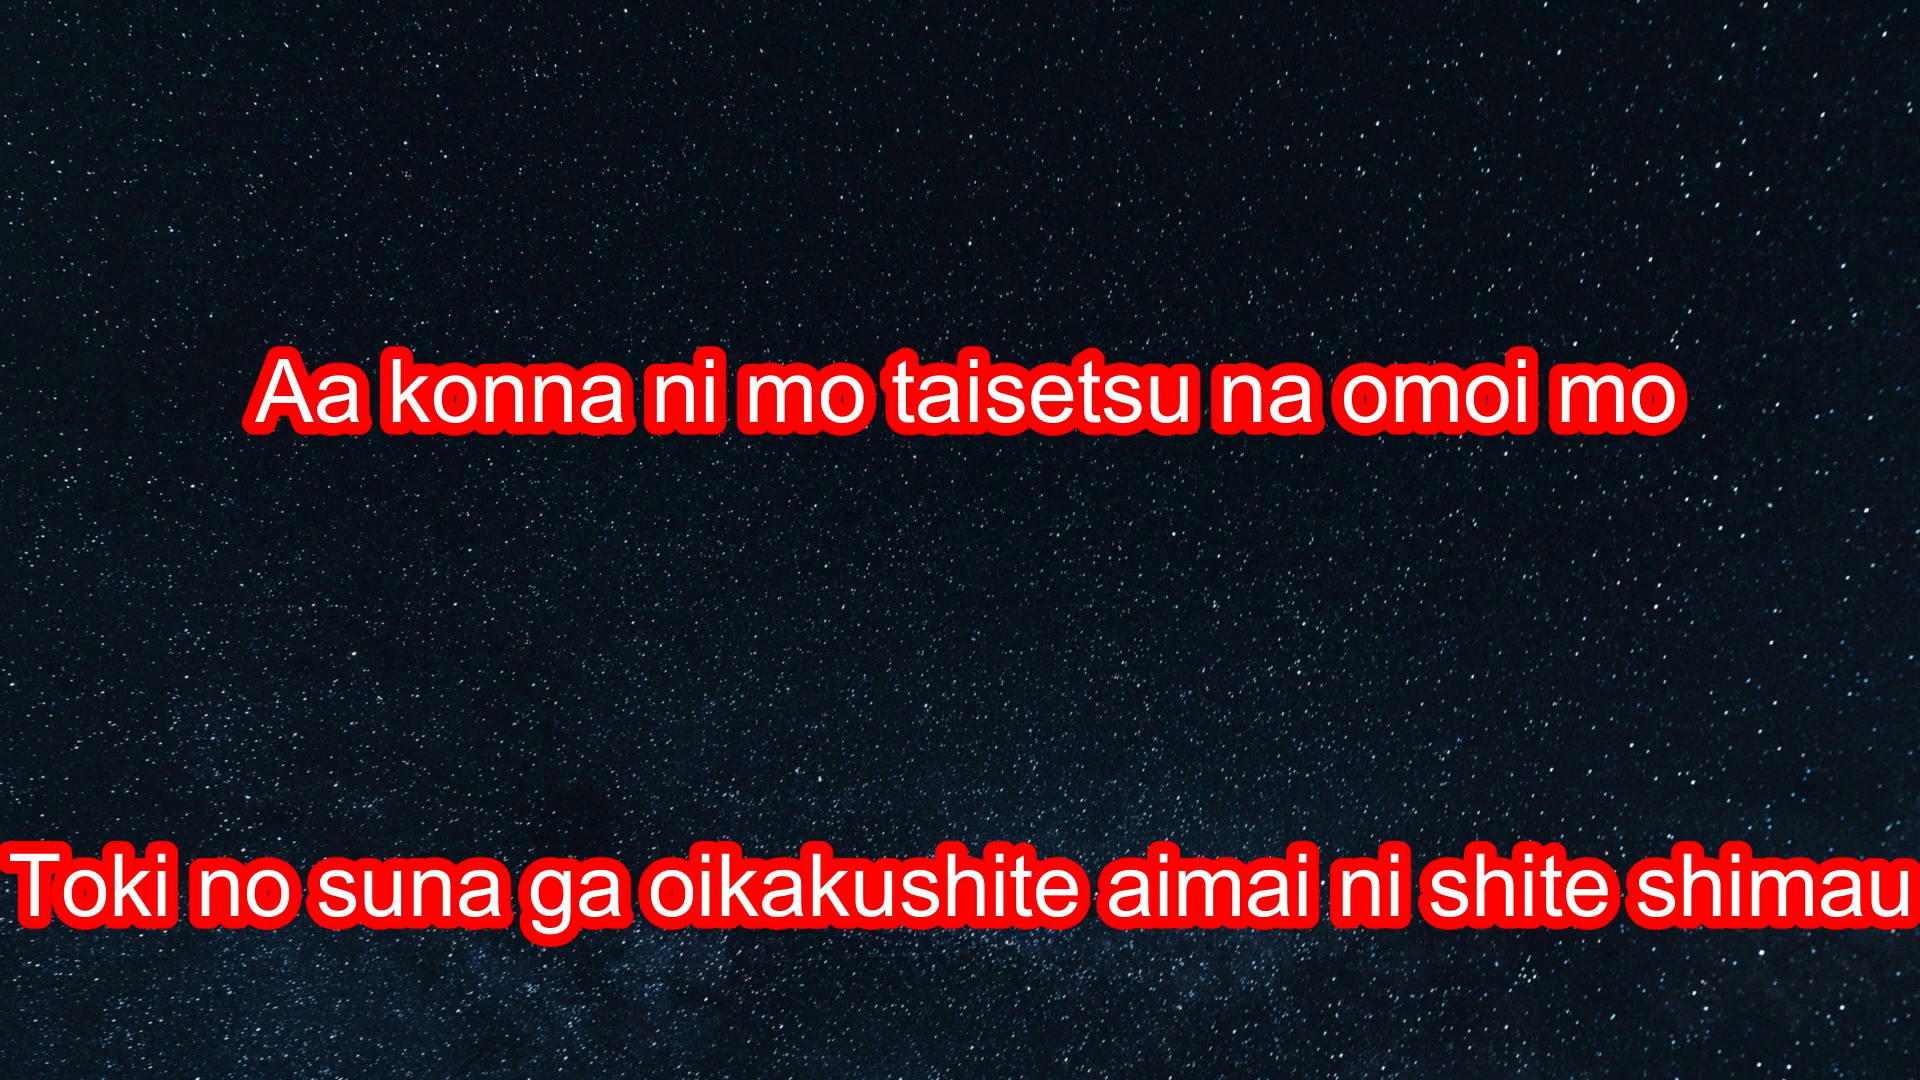 Aa konna ni mo taisetsu na omoi mo
Toki no suna ga oikakushite aimai ni shite shimau